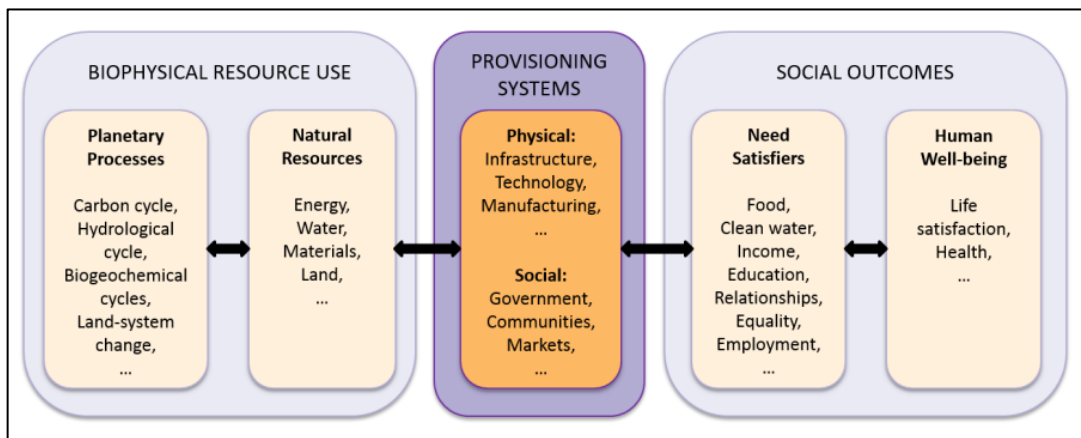 BIOPHYSICAL RESOURCE USE
Planetary
Processes
Carbon cycle,
Hydrological
cycle,
Biogeochemical
cycles,
Land-system
change,
...
Natural
Resources
Energy,
Water,
Materials,
Land,
...
PROVISIONING
SYSTEMS
Physical:
Infrastructure,
Technology,
Manufacturing,
...
Social:
Government,
Communities,
Markets,
...
SOCIAL OUTCOMES
Need
Satisfiers
Food,
Clean water,
Income,
Education,
Relationships,
Equality,
Employment,
...
Human
Well-being
Life
satisfaction,
Health,
...